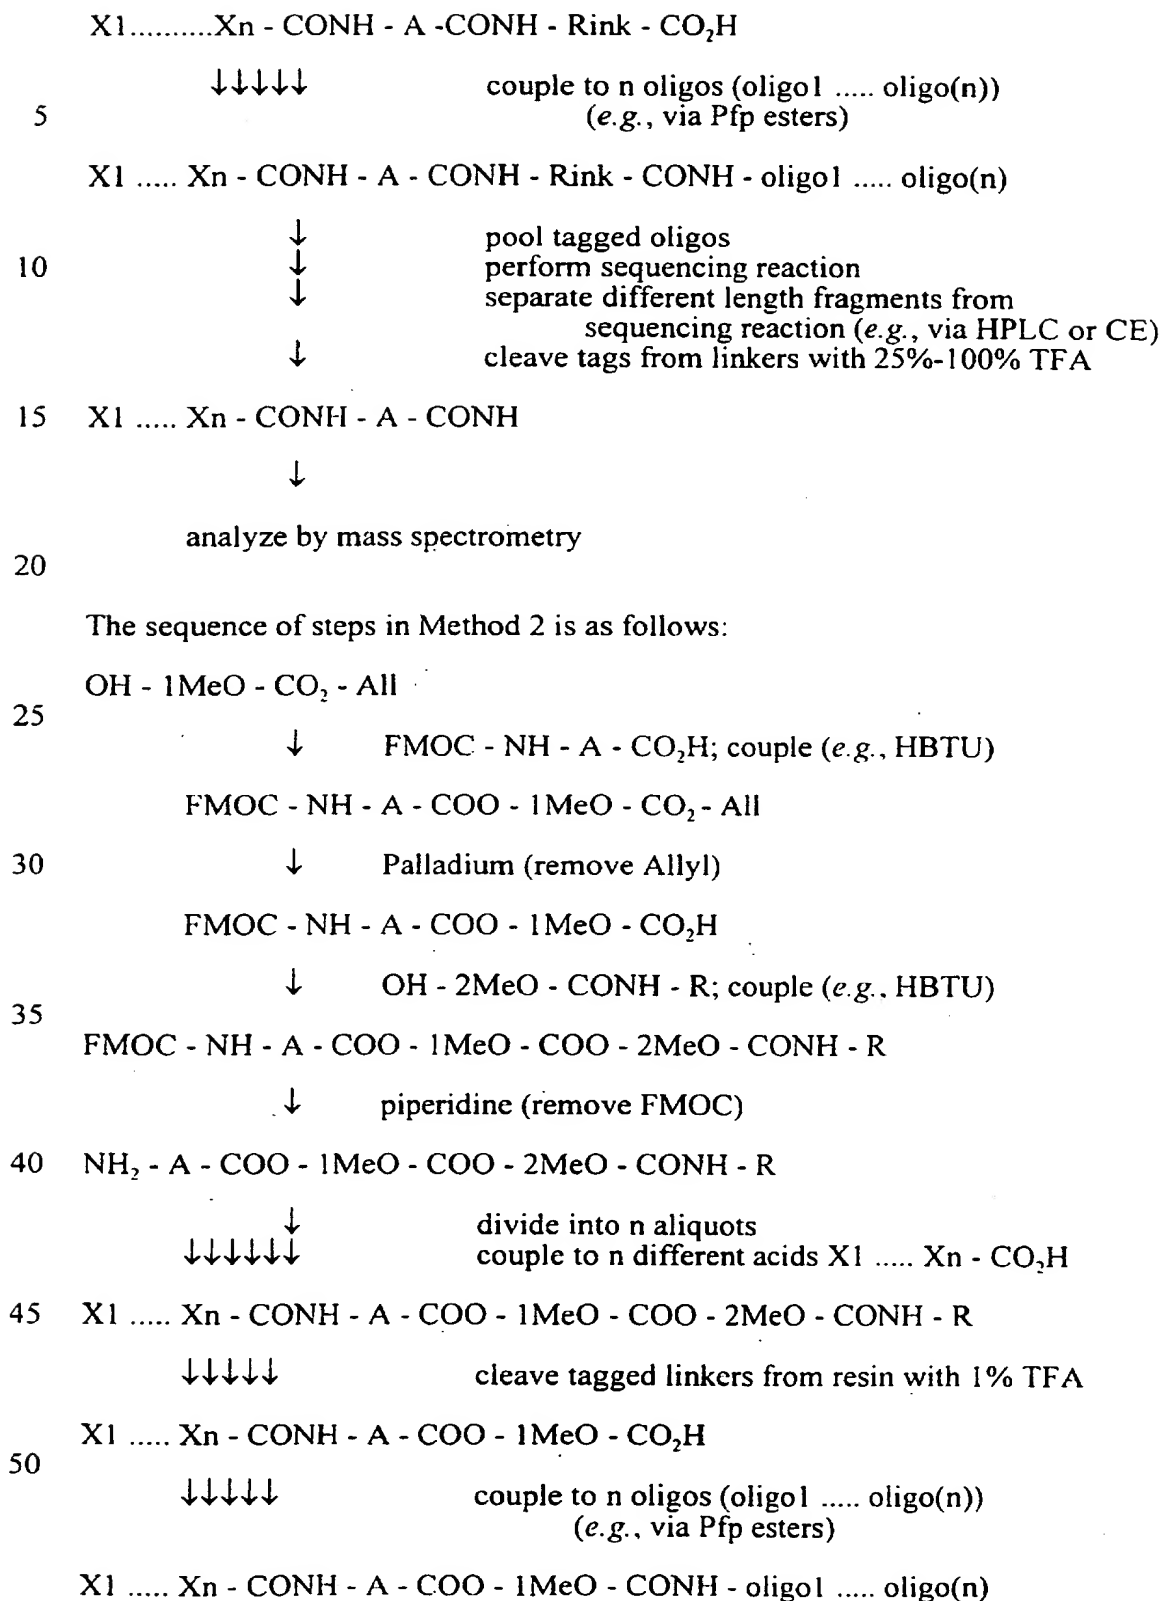 X1..........Xn - CONH - A -CONH - Rink - CO₂H
↓↓↓↓↓ couple to n oligos (oligo1 ..... oligo(n))
5 (e.g., via Pfp esters)
X1 ..... Xn - CONH - A - CONH - Rink - CONH - oligo1 ..... oligo(n)
↓ pool tagged oligos
10 ↓ perform sequencing reaction
↓ separate different length fragments from
sequencing reaction (e.g., via HPLC or CE)
↓ cleave tags from linkers with 25%-100% TFA
15 X1 ..... Xn - CONH - A - CONH
↓
analyze by mass spectrometry
20
The sequence of steps in Method 2 is as follows:
OH - 1MeO - CO₂ - All
25
↓ FMOC - NH - A - CO₂H; couple (e.g., HBTU)
FMOC - NH - A - COO - 1MeO - CO₂ - All
30 ↓ Palladium (remove Allyl)
FMOC - NH - A - COO - 1MeO - CO₂H
↓ OH - 2MeO - CONH - R; couple (e.g., HBTU)
35
FMOC - NH - A - COO - 1MeO - COO - 2MeO - CONH - R
↓ piperidine (remove FMOC)
40 NH₂ - A - COO - 1MeO - COO - 2MeO - CONH - R
↓ divide into n aliquots
↓↓↓↓↓↓ couple to n different acids X1 ..... Xn - CO₂H
45 X1 ..... Xn - CONH - A - COO - 1MeO - COO - 2MeO - CONH - R
↓↓↓↓↓ cleave tagged linkers from resin with 1% TFA
X1 ..... Xn - CONH - A - COO - 1MeO - CO₂H
50
↓↓↓↓↓ couple to n oligos (oligo1 ..... oligo(n))
(e.g., via Pfp esters)
X1 ..... Xn - CONH - A - COO - 1MeO - CONH - oligo1 ..... oligo(n)